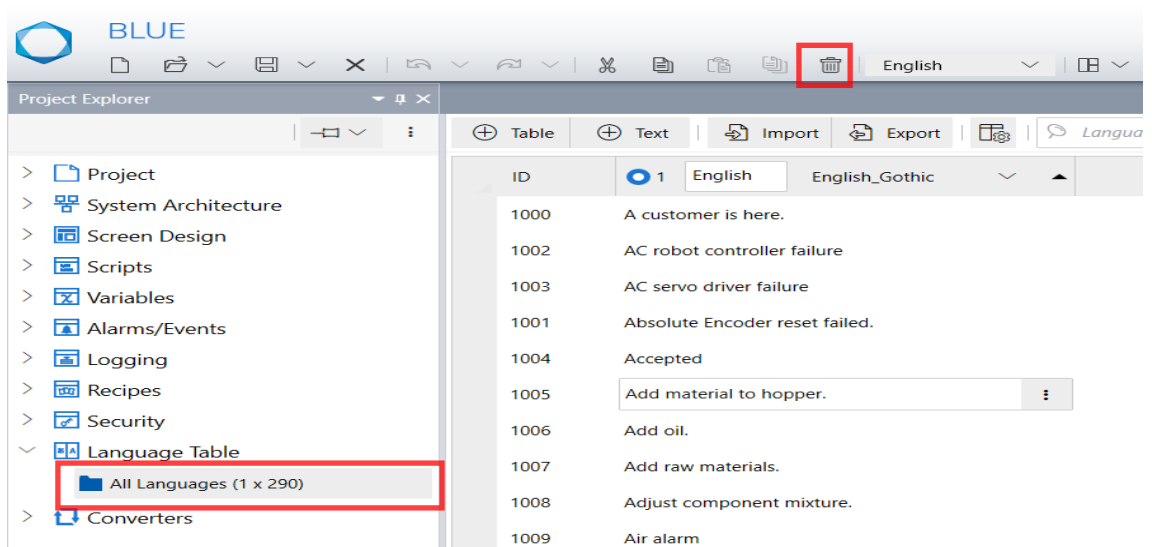 BLUE
English
Project Explorer
Table
Text
Import
Export
Langua
Project
System Architecture
Screen Design
Scripts
Variables
Alarms/Events
Logging
Recipes
Security
Language Table
All Languages (1 x 290)
Converters
ID
1
English
English_Gothic
1000 A customer is here.
1002 AC robot controller failure
1003 AC servo driver failure
1001 Absolute Encoder reset failed.
1004 Accepted
1005 Add material to hopper.
1006 Add oil.
1007 Add raw materials.
1008 Adjust component mixture.
1009 Air alarm